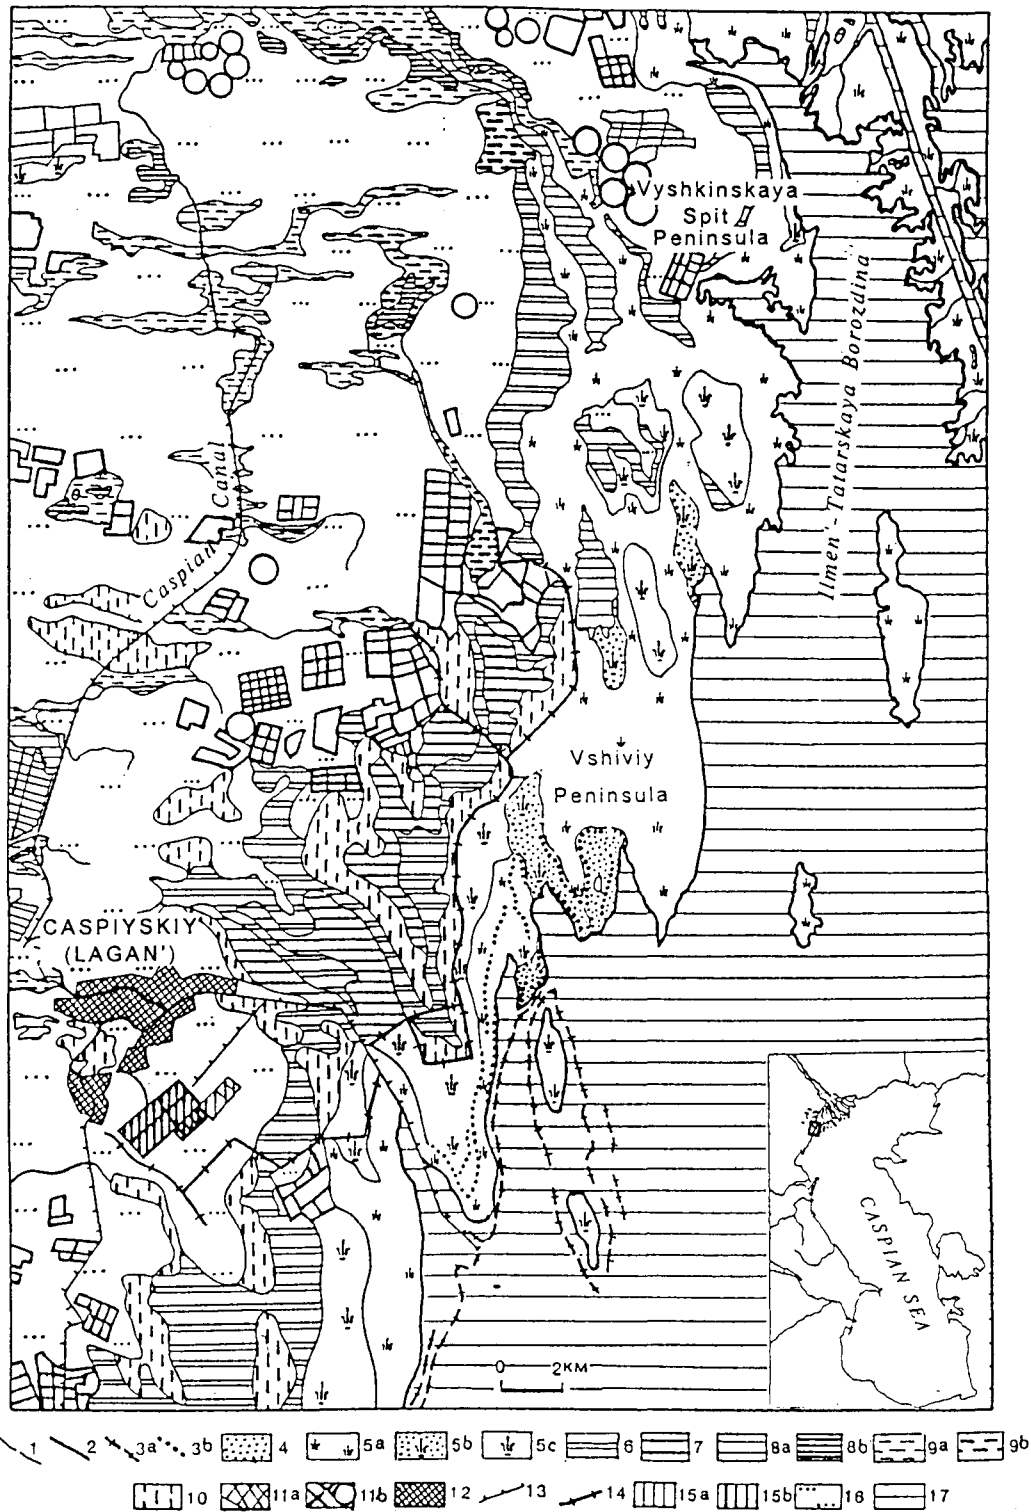 Vyshkinskaya
Spit
Peninsula
Ilmen'-Tatarskaya Borozdina
Caspian Canal
Vshiviy
Peninsula
CASPIYSKIY
(LAGAN')
CASPIAN SEA
0 2KM
1 2 3a 3b 4 5a 5b 5c 6 7 8a 8b 9a 9b
10 11a 11b 12 13 14 15a 15b 16 17